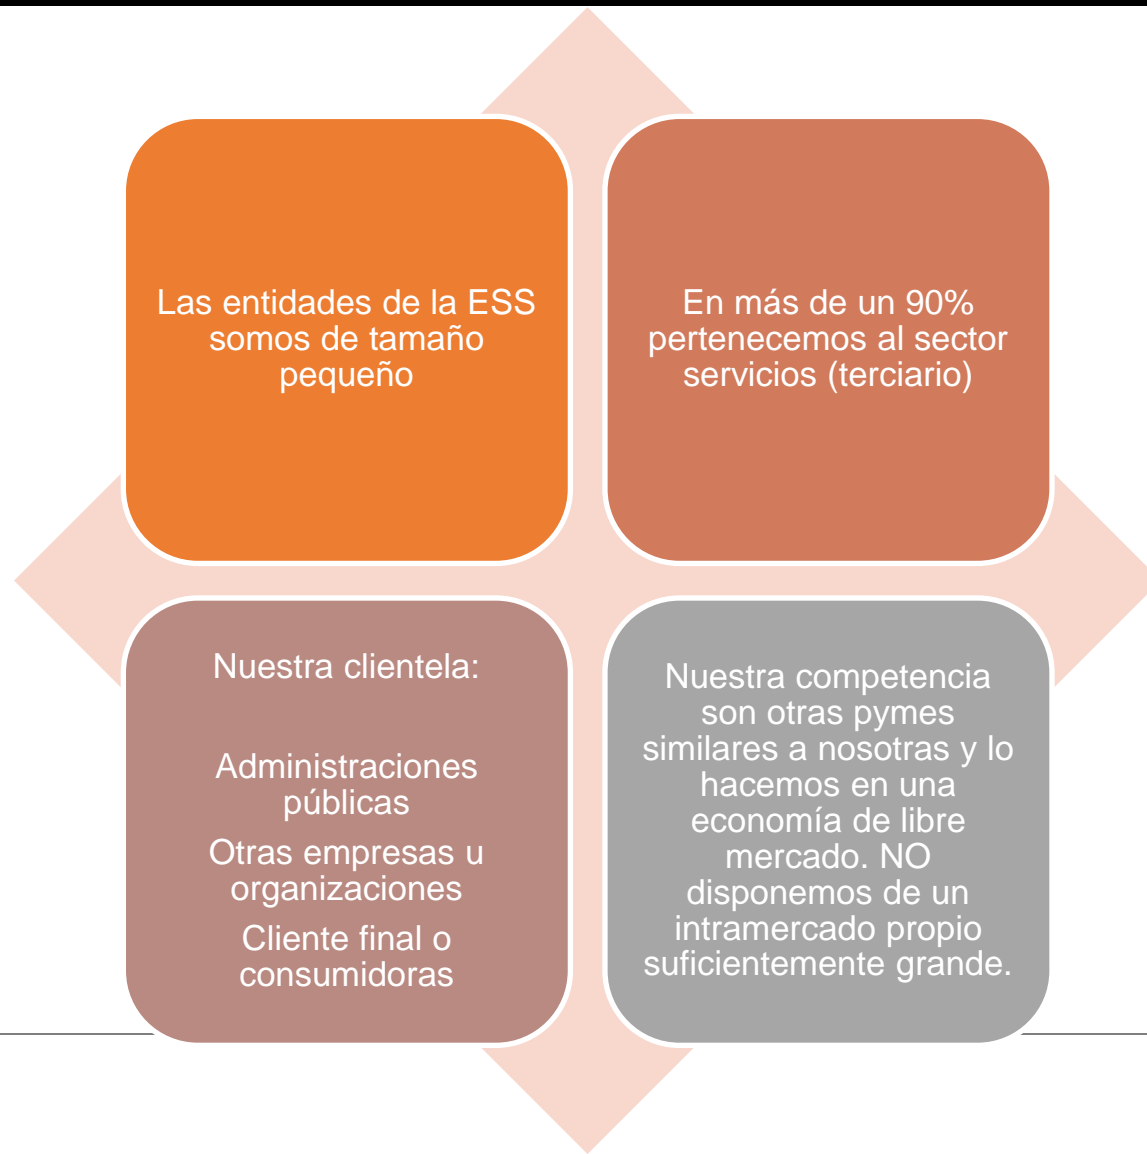 Las entidades de la ESS
somos de tamaño
pequeño
En más de un 90%
pertenecemos al sector
servicios (terciario)
Nuestra clientela:
Administraciones
públicas
Otras empresas u
organizaciones
Cliente final o
consumidoras
Nuestra competencia
son otras pymes
similares a nosotras y lo
hacemos en una
economía de libre
mercado. NO
disponemos de un
intramercado propio
suficientemente grande.